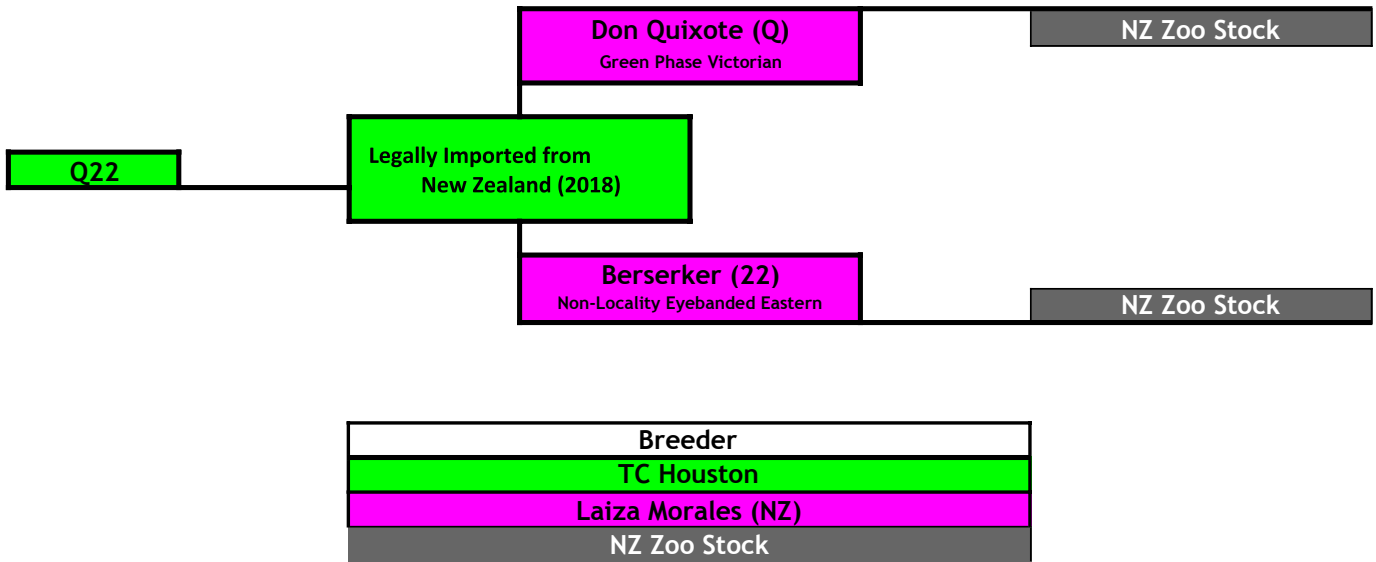 Don Quixote (Q)
Green Phase Victorian
NZ Zoo Stock
Legally Imported from
New Zealand (2018)
Q22
Berserker (22)
Non-Locality Eyebanded Eastern
NZ Zoo Stock
Breeder
TC Houston
Laiza Morales (NZ)
NZ Zoo Stock